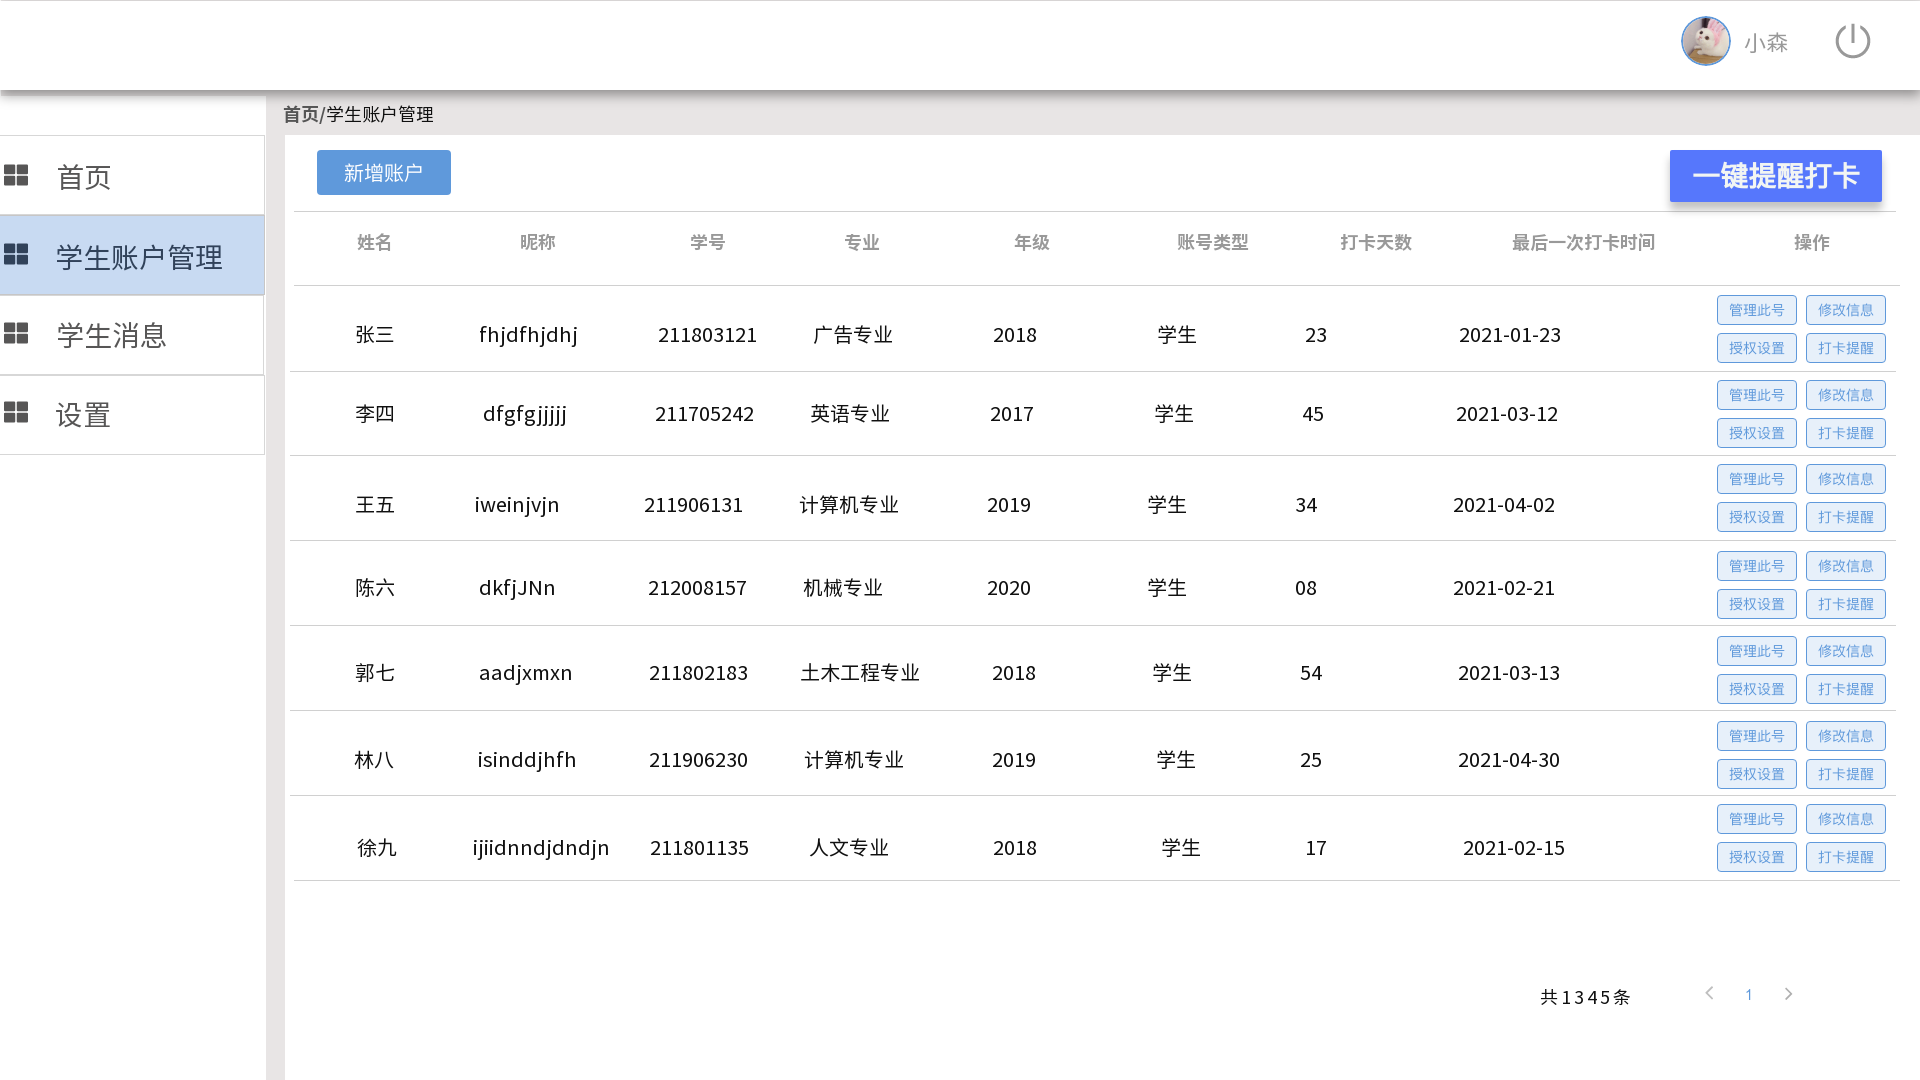 小森
首页/学生账户管理
首页
学生账户管理
学生消息
设置
新增账户
一键提醒打卡
姓名 昵称 学号 专业 年级 账号类型 打卡天数 最后一次打卡时间 操作
张三 fhjdfhjdhj 211803121 广告专业 2018 学生 23 2021-01-23
管理此号 修改信息
授权设置 打卡提醒
李四 dfgfgjjjjj 211705242 英语专业 2017 学生 45 2021-03-12
管理此号 修改信息
授权设置 打卡提醒
王五 iweinjvjn 211906131 计算机专业 2019 学生 34 2021-04-02
管理此号 修改信息
授权设置 打卡提醒
陈六 dkfjJNn 212008157 机械专业 2020 学生 08 2021-02-21
管理此号 修改信息
授权设置 打卡提醒
郭七 aadjxmxn 211802183 土木工程专业 2018 学生 54 2021-03-13
管理此号 修改信息
授权设置 打卡提醒
林八 isinddjhfh 211906230 计算机专业 2019 学生 25 2021-04-30
管理此号 修改信息
授权设置 打卡提醒
徐九 ijiidnndjdndjn 211801135 人文专业 2018 学生 17 2021-02-15
管理此号 修改信息
授权设置 打卡提醒
共1345条 1